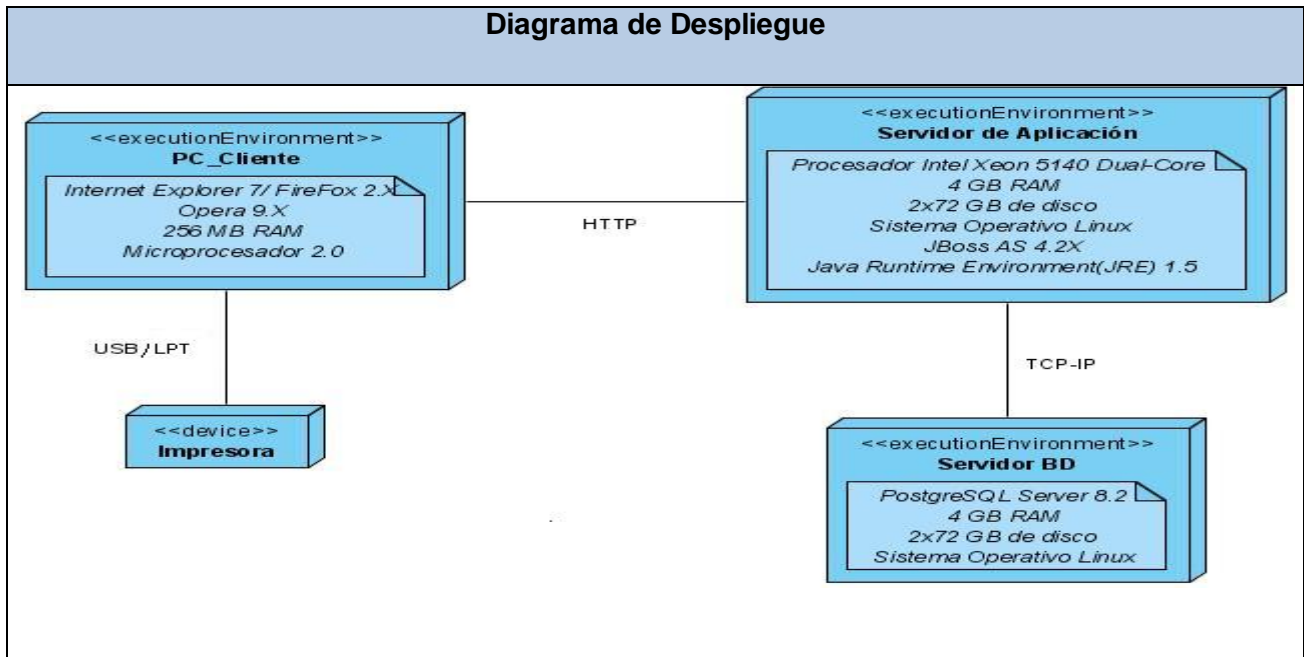 Diagrama de Despliegue
<<executionEnvironment>>
PC_Cliente
Internet Explorer 7/ FireFox 2.X
Opera 9.X
256 MB RAM
Microprocesador 2.0
HTTP
<<executionEnvironment>>
Servidor de Aplicación
Procesador Intel Xeon 5140 Dual-Core
4 GB RAM
2x72 GB de disco
Sistema Operativo Linux
JBoss AS 4.2X
Java Runtime Environment(JRE) 1.5
USB/LPT
TCP-IP
<<device>>
Impresora
<<executionEnvironment>>
Servidor BD
PostgreSQL Server 8.2
4 GB RAM
2x72 GB de disco
Sistema Operativo Linux